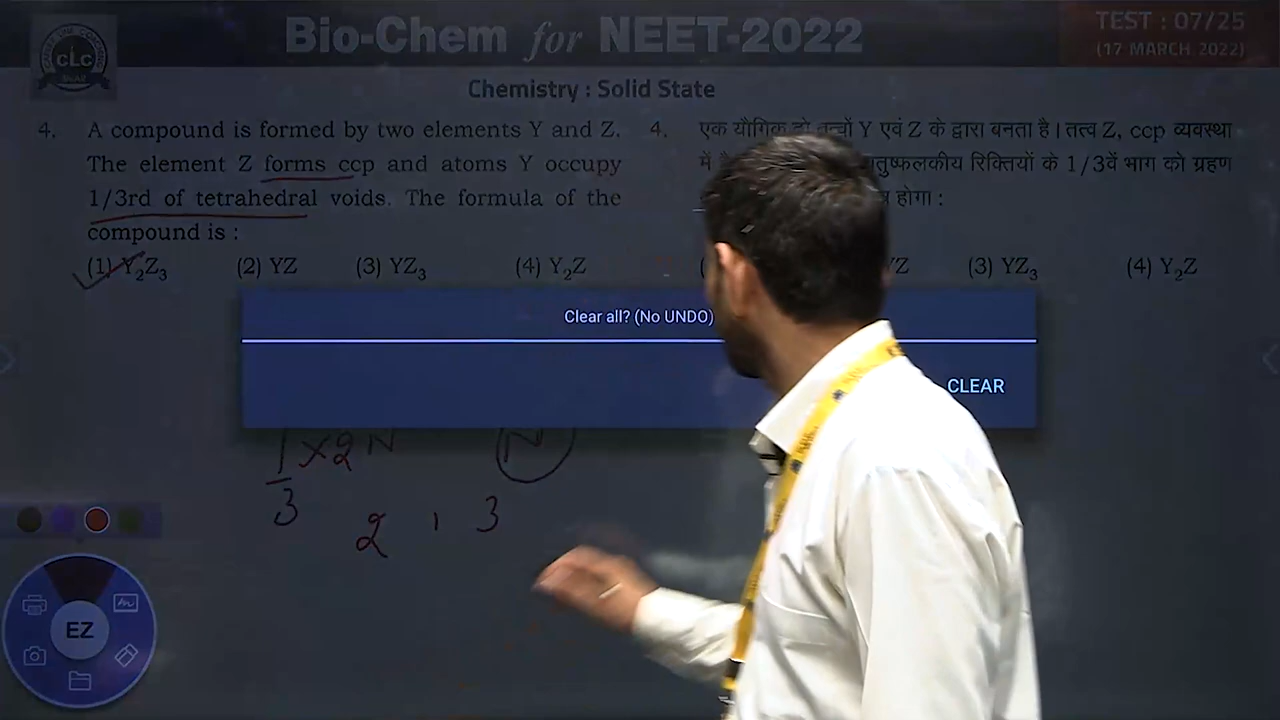 Bio-Chem for NEET-2022
TEST : 07/25
(17 MARCH 2022)
CLC
Chemistry : Solid State
4. A compound is formed by two elements Y and Z.
The element Z forms ccp and atoms Y occupy
1/3rd of tetrahedral voids. The formula of the
compound is :
(1) Y₂Z₃ (2) YZ (3) YZ₃ (4) Y₂Z
4. एक यौगिक दो तत्वों Y एवं Z के द्वारा बनता है। तत्व Z, ccp व्यवस्था
में रिक्तियों के 1/3वें भाग को ग्रहण
होगा :
(3) YZ₃ (4) Y₂Z
Clear all? (No UNDO)
CLEAR
1/3 × 2 N N
2 : 3
EZ